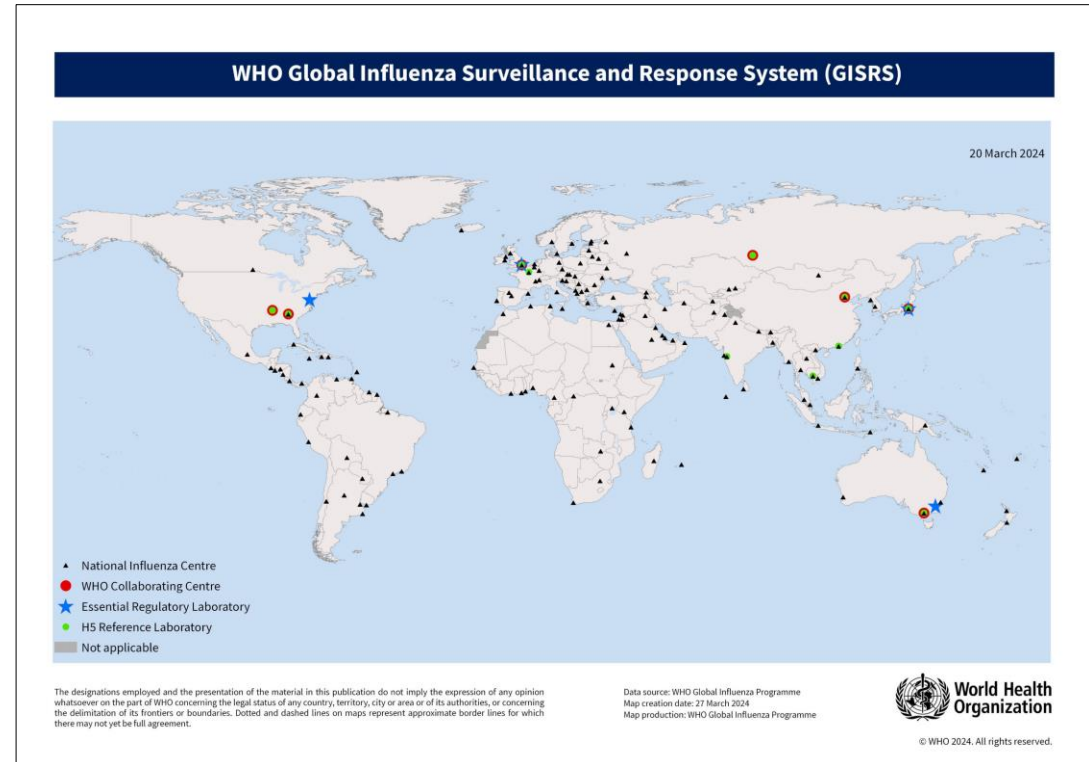 WHO Global Influenza Surveillance and Response System (GISRS)
20 March 2024
National Influenza Centre
WHO Collaborating Centre
Essential Regulatory Laboratory
H5 Reference Laboratory
Not applicable
The designations employed and the presentation of the material in this publication do not imply the expression of any opinion
whatsoever on the part of WHO concerning the legal status of any country, territory, city or area or of its authorities, or concerning
the delimitation of its frontiers or boundaries. Dotted and dashed lines on maps represent approximate border lines for which
there may not yet be full agreement.
Data source: WHO Global Influenza Programme
Map creation date: 27 March 2024
Map production: WHO Global Influenza Programme
World Health
Organization
© WHO 2024. All rights reserved.